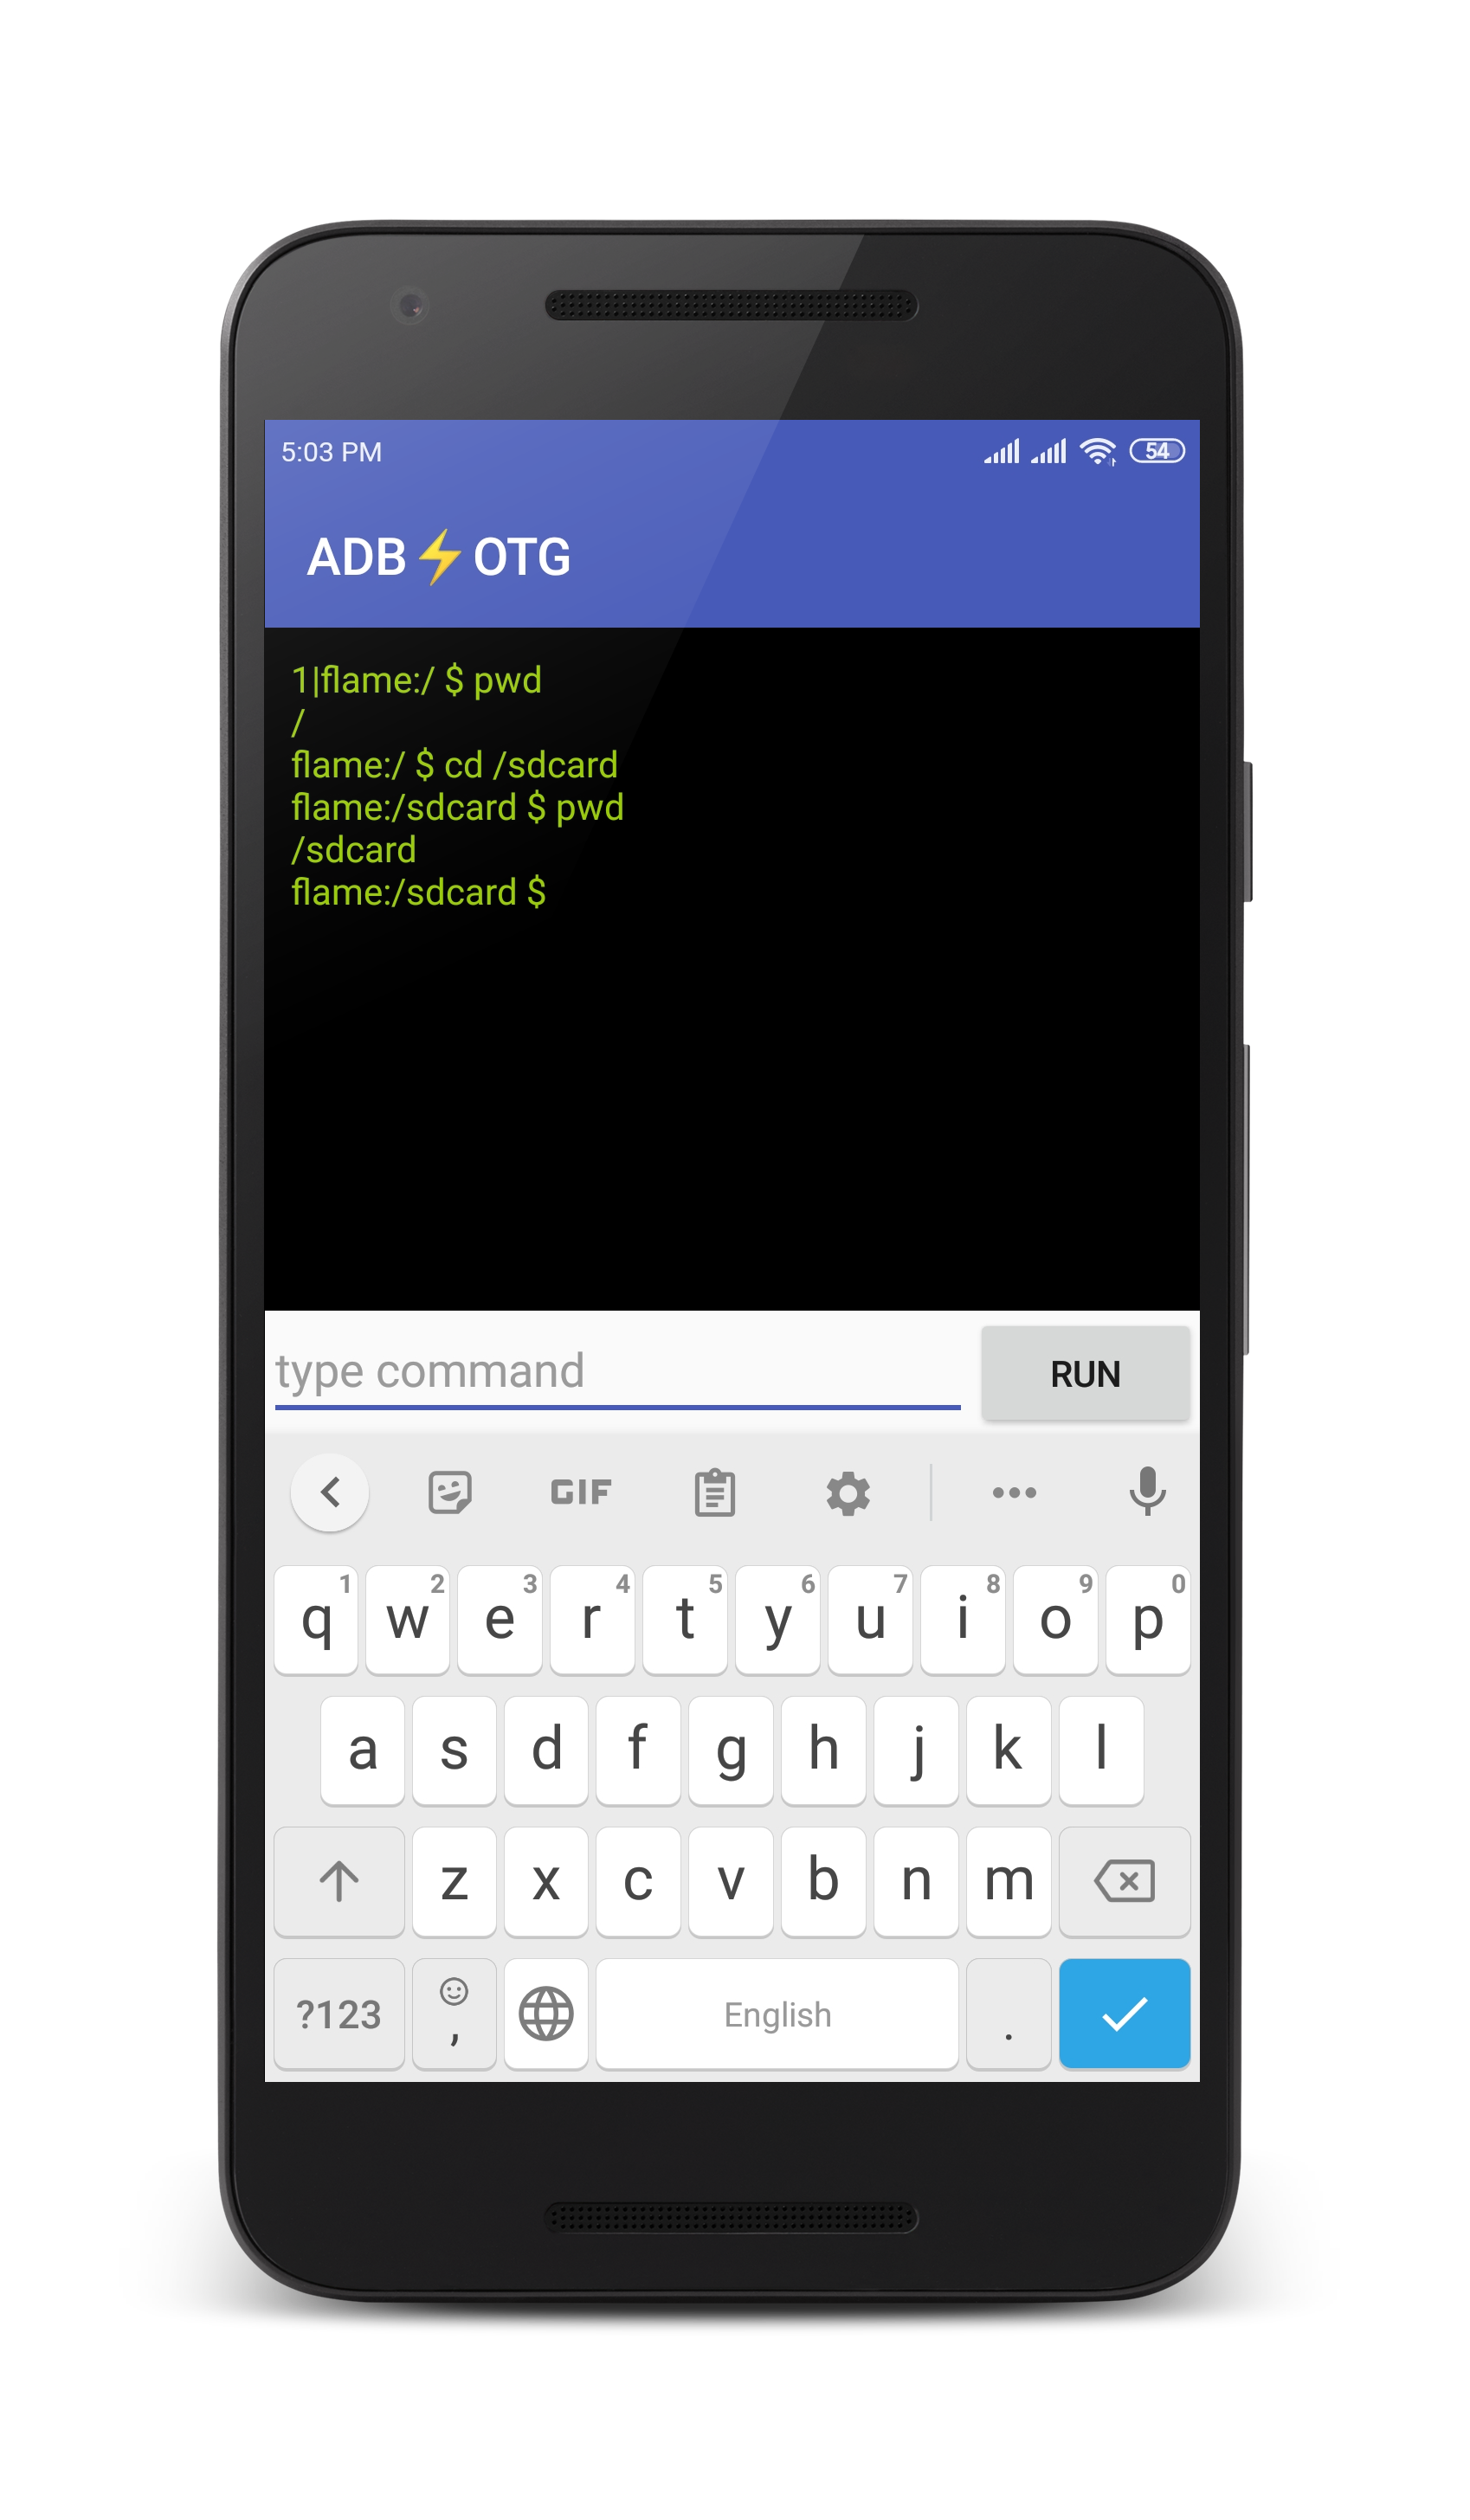 5:03 PM 54
ADB⚡OTG
1|flame:/ $ pwd
/
flame:/ $ cd /sdcard
flame:/sdcard $ pwd
/sdcard
flame:/sdcard $
type command RUN
GIF
1 2 3 4 5 6 7 8 9 0
q w e r t y u i o p
a s d f g h j k l
z x c v b n m
?123 , English .